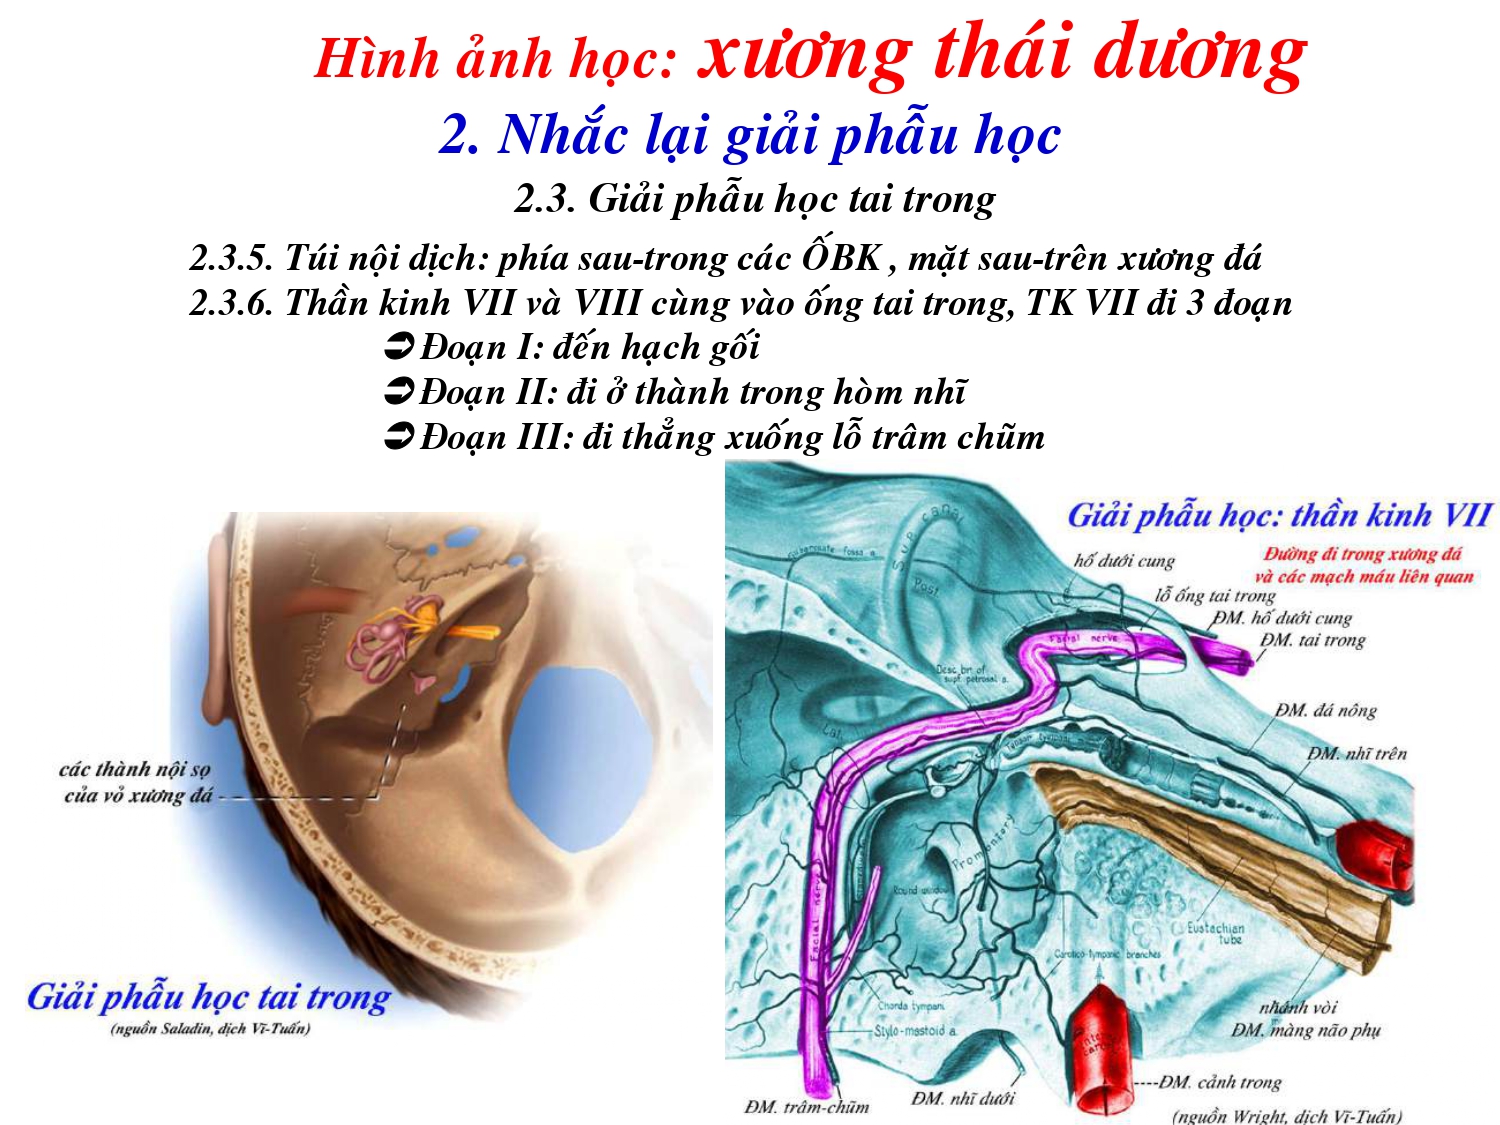 Hình ảnh học: xương thái dương
2. Nhắc lại giải phẫu học
2.3. Giải phẫu học tai trong
2.3.5. Túi nội dịch: phía sau-trong các ỐBK , mặt sau-trên xương đá
2.3.6. Thần kinh VII và VIII cùng vào ống tai trong, TK VII đi 3 đoạn
➲ Đoạn I: đến hạch gối
➲ Đoạn II: đi ở thành trong hòm nhĩ
➲ Đoạn III: đi thẳng xuống lỗ trâm chũm
các thành nội sọ
của vỏ xương đá
Giải phẫu học tai trong
(nguồn Saladin, dịch Vĩ-Tuấn)
Giải phẫu học: thần kinh VII
Đường đi trong xương đá
và các mạch máu liên quan
hố dưới cung
lỗ ống tai trong
ĐM. hố dưới cung
ĐM. tai trong
Sup. canal
Subarcuate fossa a.
Post.
Facial nerve
Desc. br. of
supf. petrosal a.
ĐM. đá nông
Lat.
ĐM. nhĩ trên
Promontory
Round window
Facial nerve
Eustachian
tube
Carotico-tympanic branches
Chorda tympani
Stylo-mastoid a.
nhánh vòi
ĐM. màng não phụ
ĐM. cảnh trong
ĐM. nhĩ dưới
ĐM. trâm-chũm
(nguồn Wright, dịch Vĩ-Tuấn)